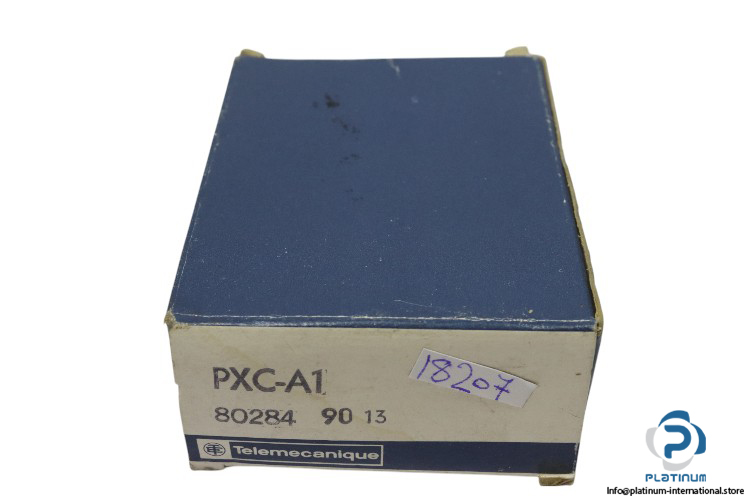 PXC-A1
18207
80284 90 13
Telemecanique
PLATINUM
Info@platinum-international.store